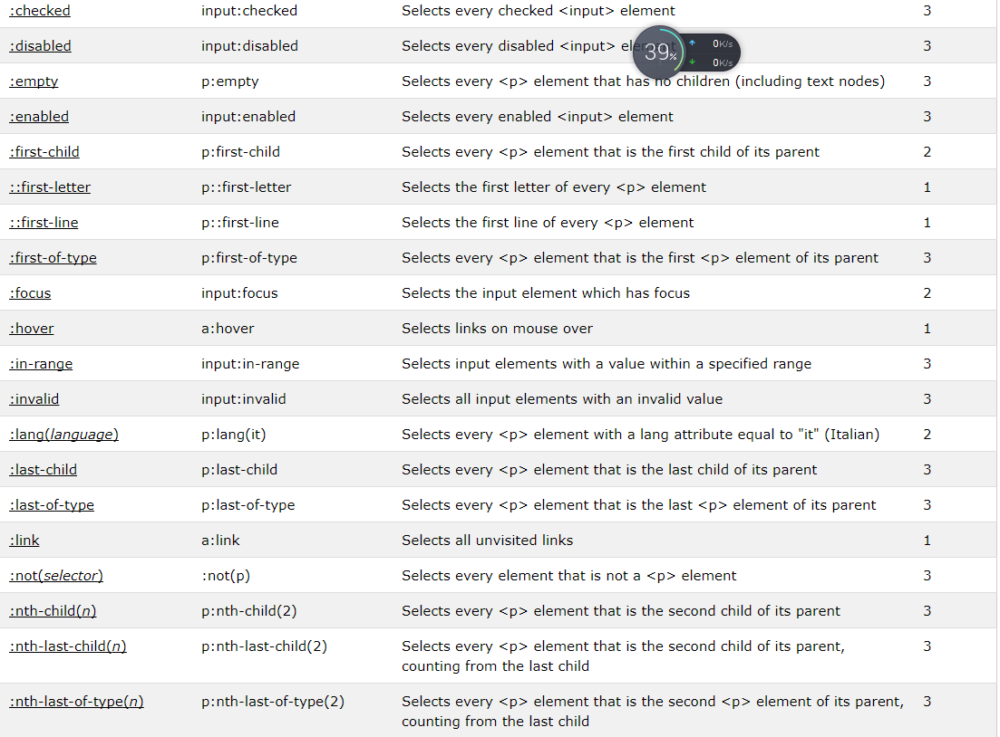 :checked input:checked Selects every checked <input> element 3
:disabled input:disabled Selects every disabled <input> element 3
39% 0K/s
0K/s
:empty p:empty Selects every <p> element that has no children (including text nodes) 3
:enabled input:enabled Selects every enabled <input> element 3
:first-child p:first-child Selects every <p> element that is the first child of its parent 2
::first-letter p::first-letter Selects the first letter of every <p> element 1
::first-line p::first-line Selects the first line of every <p> element 1
:first-of-type p:first-of-type Selects every <p> element that is the first <p> element of its parent 3
:focus input:focus Selects the input element which has focus 2
:hover a:hover Selects links on mouse over 1
:in-range input:in-range Selects input elements with a value within a specified range 3
:invalid input:invalid Selects all input elements with an invalid value 3
:lang(language) p:lang(it) Selects every <p> element with a lang attribute equal to "it" (Italian) 2
:last-child p:last-child Selects every <p> element that is the last child of its parent 3
:last-of-type p:last-of-type Selects every <p> element that is the last <p> element of its parent 3
:link a:link Selects all unvisited links 1
:not(selector) :not(p) Selects every element that is not a <p> element 3
:nth-child(n) p:nth-child(2) Selects every <p> element that is the second child of its parent 3
:nth-last-child(n) p:nth-last-child(2) Selects every <p> element that is the second child of its parent, 3
counting from the last child
:nth-last-of-type(n) p:nth-last-of-type(2) Selects every <p> element that is the second <p> element of its parent, 3
counting from the last child